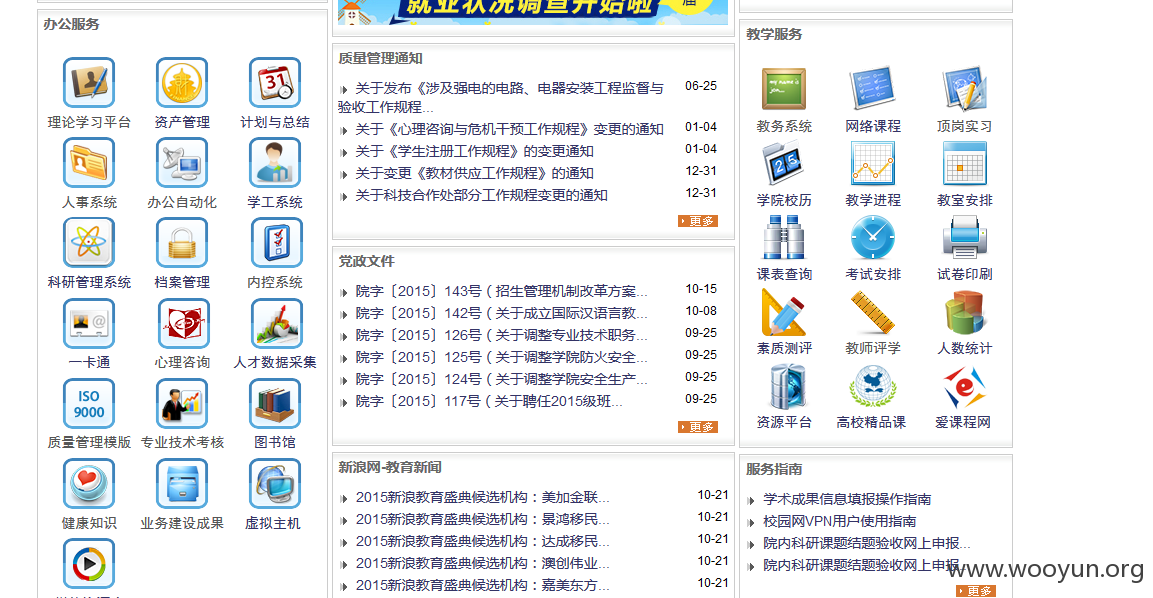 就业状况调查开始啦
届
办公服务
理论学习平台
资产管理
31
计划与总结
人事系统
办公自动化
学工系统
科研管理系统
档案管理
内控系统
@
一卡通
心理咨询
人才数据采集
ISO
9000
质量管理模版
专业技术考核
图书馆
健康知识
业务建设成果
虚拟主机
质量管理通知
关于发布《涉及强电的电路、电器安装工程监督与
验收工作规程... 06-25
关于《心理咨询与危机干预工作规程》变更的通知 01-04
关于《学生注册工作规程》的变更通知 01-04
关于变更《教材供应工作规程》的通知 12-31
关于科技合作处部分工作规程变更的通知 12-31
更多
党政文件
院字〔2015〕143号（招生管理机制改革方案... 10-15
院字〔2015〕142号（关于成立国际汉语言教... 10-08
院字〔2015〕126号（关于调整专业技术职务... 09-25
院字〔2015〕125号（关于调整学院防火安全... 09-25
院字〔2015〕124号（关于调整学院安全生产... 09-25
院字〔2015〕117号（关于聘任2015级班... 09-25
更多
新浪网-教育新闻
2015新浪教育盛典候选机构：美加金联... 10-21
2015新浪教育盛典候选机构：景鸿移民... 10-21
2015新浪教育盛典候选机构：达成移民... 10-21
2015新浪教育盛典候选机构：澳创伟业... 10-21
2015新浪教育盛典候选机构：嘉美东方... 10-21
教学服务
教务系统
网络课程
顶岗实习
25
学院校历
教学进程
教室安排
课表查询
考试安排
试卷印刷
素质测评
教师评学
人数统计
资源平台
高校精品课
e
爱课程网
服务指南
学术成果信息填报操作指南
校园网VPN用户使用指南
院内科研课题结题验收网上申报...
院内科研课题结题验收网上申报
更多
www.wooyun.org